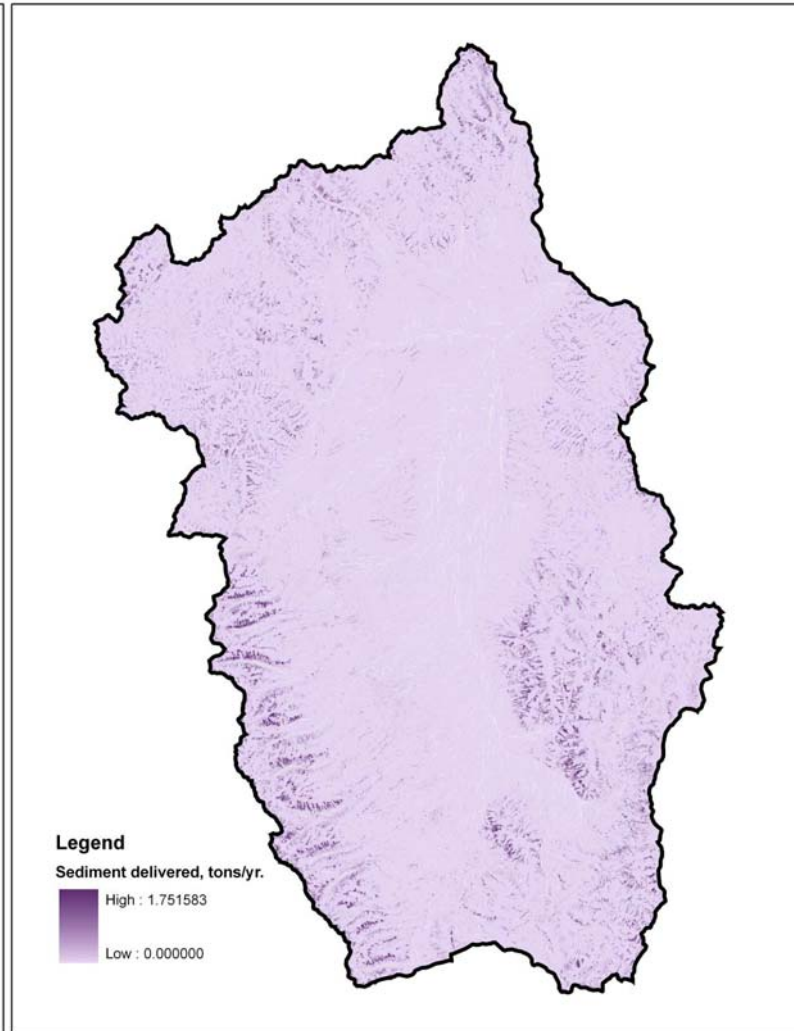 Legend
Sediment delivered, tons/yr.
High : 1.751583
Low : 0.000000